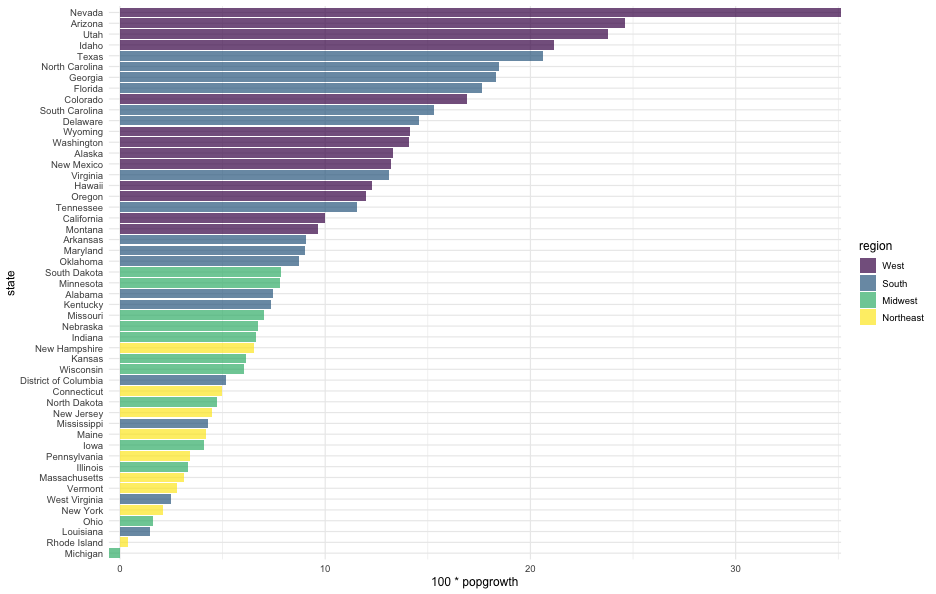 Nevada
Arizona
Utah
Idaho
Texas
North Carolina
Georgia
Florida
Colorado
South Carolina
Delaware
Wyoming
Washington
Alaska
New Mexico
Virginia
Hawaii
Oregon
Tennessee
California
Montana
Arkansas
Maryland
Oklahoma
South Dakota
Minnesota
Alabama
Kentucky
Missouri
Nebraska
Indiana
New Hampshire
Kansas
Wisconsin
District of Columbia
Connecticut
North Dakota
New Jersey
Mississippi
Maine
Iowa
Pennsylvania
Illinois
Massachusetts
Vermont
West Virginia
New York
Ohio
Louisiana
Rhode Island
Michigan
state
0 10 20 30
100 * popgrowth
region
West
South
Midwest
Northeast